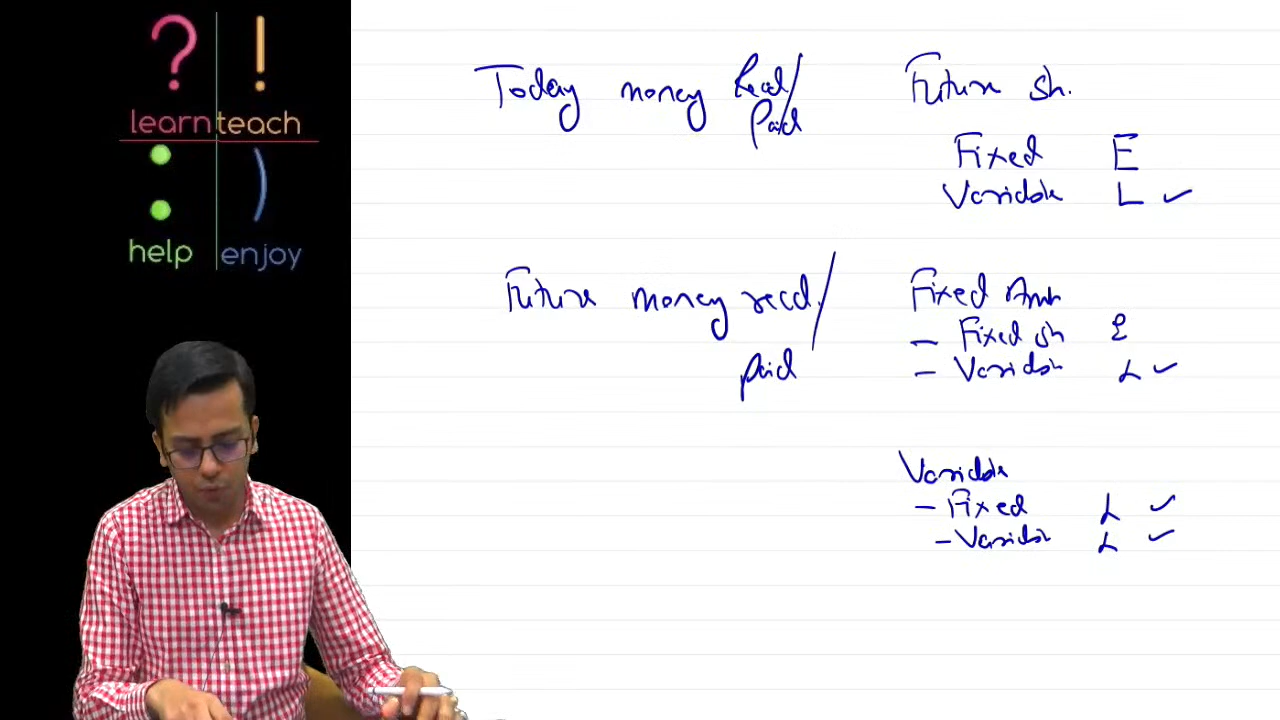 ? !
learn teach
help enjoy
Today money Recd/ Future sh.
Paid
Fixed E
Variable L ✓
Future money recd/ Fixed Amt
- Fixed sh E
paid - Variable L ✓
Variable
- Fixed L ✓
- Variable L ✓